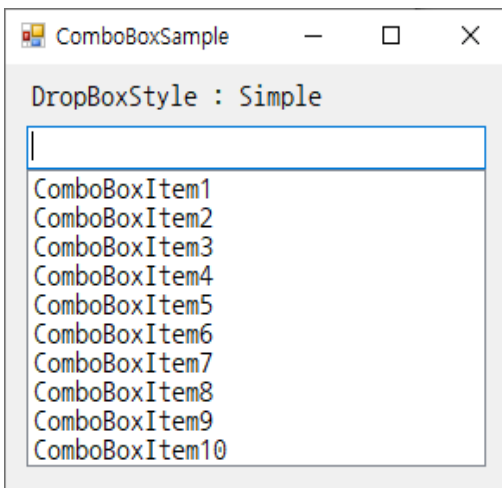 ComboBoxSample
DropBoxStyle : Simple
ComboBoxItem1
ComboBoxItem2
ComboBoxItem3
ComboBoxItem4
ComboBoxItem5
ComboBoxItem6
ComboBoxItem7
ComboBoxItem8
ComboBoxItem9
ComboBoxItem10